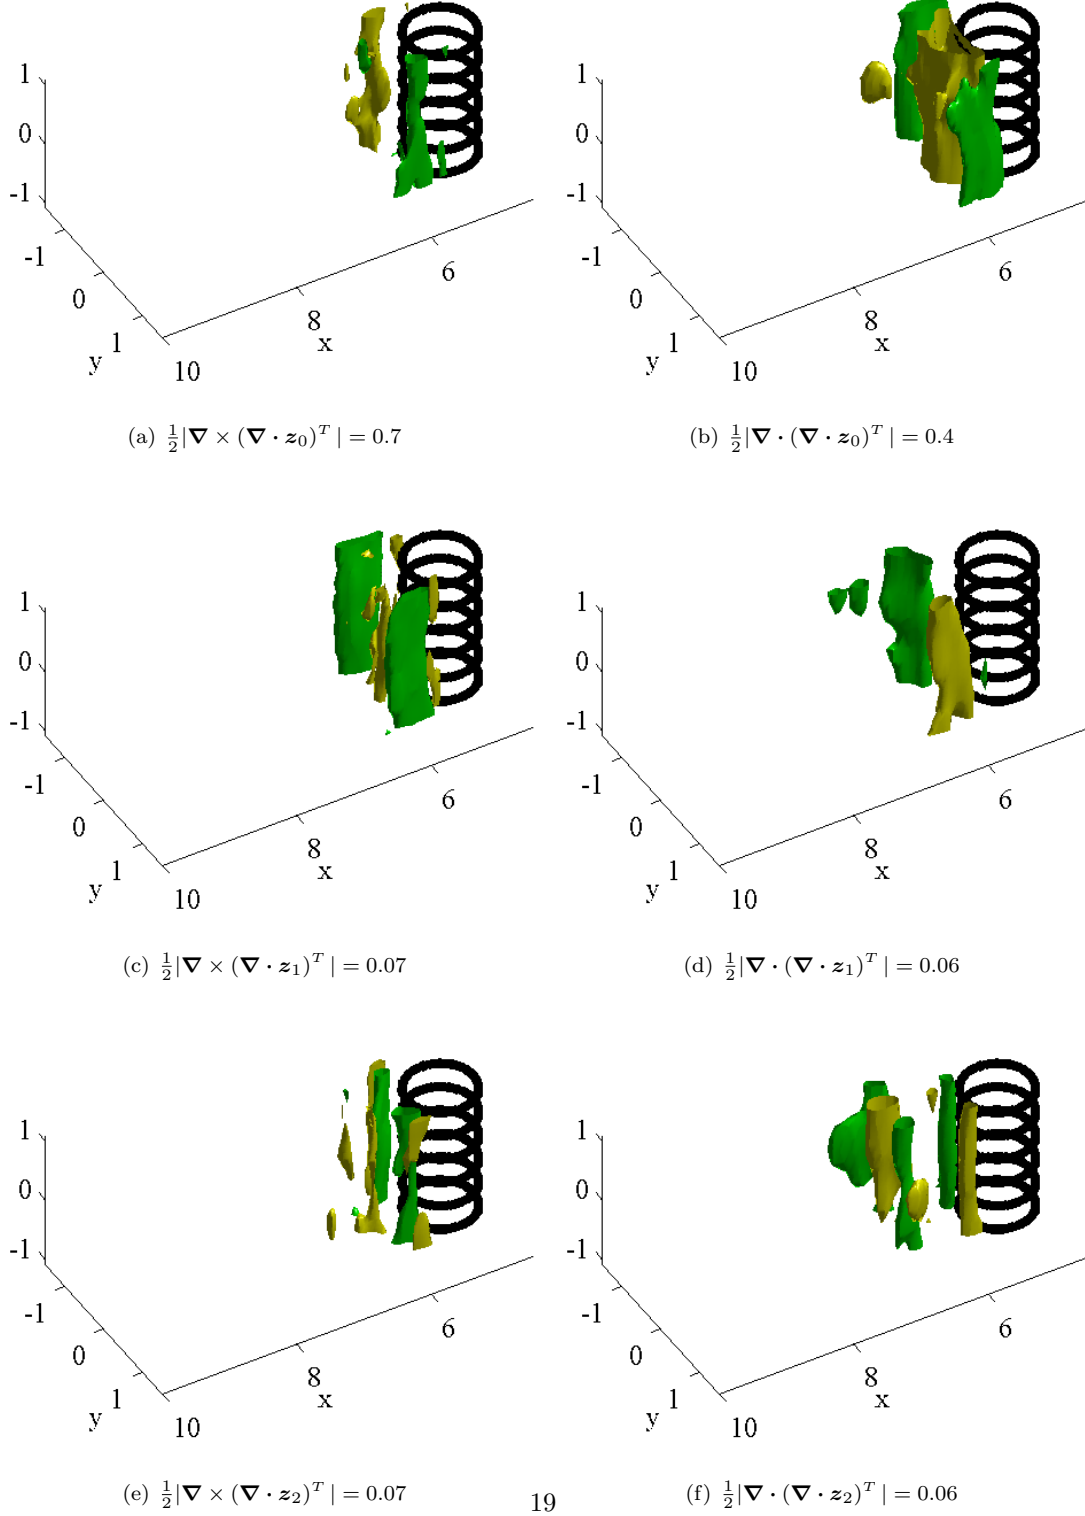 1 1
0 0
-1 -1
-1 -1
0 6 0 6
1 8 1 8
y x y x
10 10
(a) ½|∇ × (∇ · z₀)ᵀ| = 0.7 (b) ½|∇ · (∇ · z₀)ᵀ| = 0.4
1 1
0 0
-1 -1
-1 -1
0 6 0 6
1 8 1 8
y x y x
10 10
(c) ½|∇ × (∇ · z₁)ᵀ| = 0.07 (d) ½|∇ · (∇ · z₁)ᵀ| = 0.06
1 1
0 0
-1 -1
-1 -1
0 6 0 6
1 8 1 8
y x y x
10 10
(e) ½|∇ × (∇ · z₂)ᵀ| = 0.07 (f) ½|∇ · (∇ · z₂)ᵀ| = 0.06
19